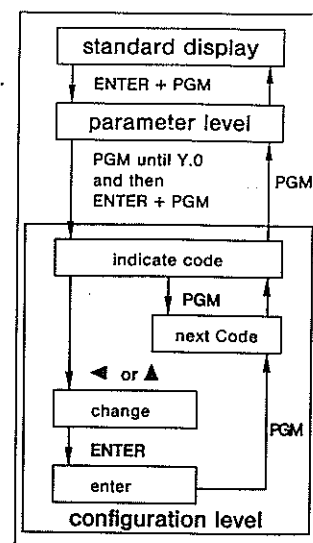 standard display
ENTER + PGM
parameter level
PGM until Y.0
and then
ENTER + PGM
PGM
indicate code
PGM
next Code
◄ or ▲
change
PGM
ENTER
enter
configuration level